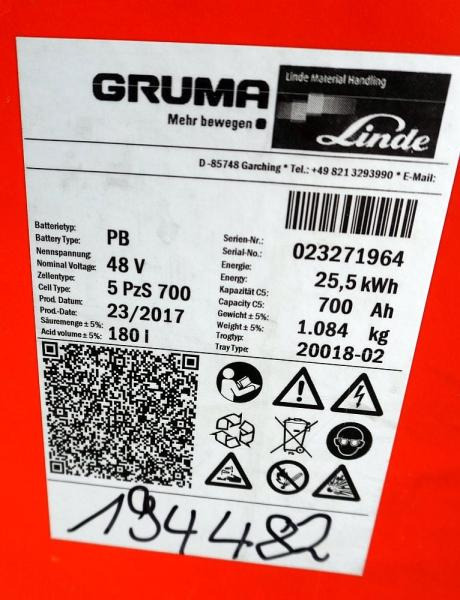 GRUMA
Mehr bewegen
Linde Material Handling
Linde
D-85748 Garching * Tel.: +49 821 3293990 * E-Mail:
Batterietyp:
Battery Type: PB
Nennspannung
Nominal Voltage: 48 V
Zellentype:
Cell Type: 5 PzS 700
Prod. Datum:
Prod.-Date: 23/2017
Säuremenge ± 5%:
Acid volume ± 5%: 180 l
Serien-Nr.:
Serial-No.: 023271964
Energie:
Energy: 25,5 kWh
Kapazität C5:
Capacity C5: 700 Ah
Gewicht ± 5%:
Weight ± 5%: 1.084 kg
Trogtyp:
Tray Type: 20018-02
194482